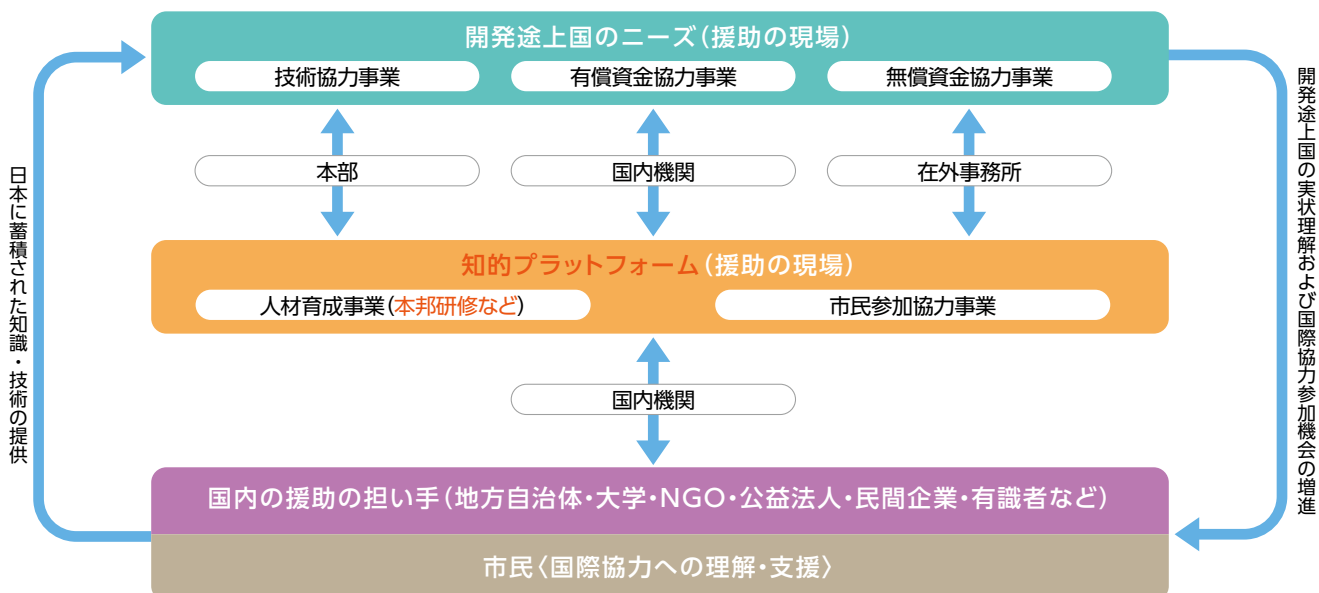 開発途上国のニーズ(援助の現場)
技術協力事業
有償資金協力事業
無償資金協力事業
本部
国内機関
在外事務所
知的プラットフォーム(援助の現場)
人材育成事業(本邦研修など)
市民参加協力事業
国内機関
国内の援助の担い手(地方自治体・大学・NGO・公益法人・民間企業・有識者など)
市民〈国際協力への理解・支援〉
日本に蓄積された知識・技術の提供
開発途上国の実状理解および国際協力参加機会の増進